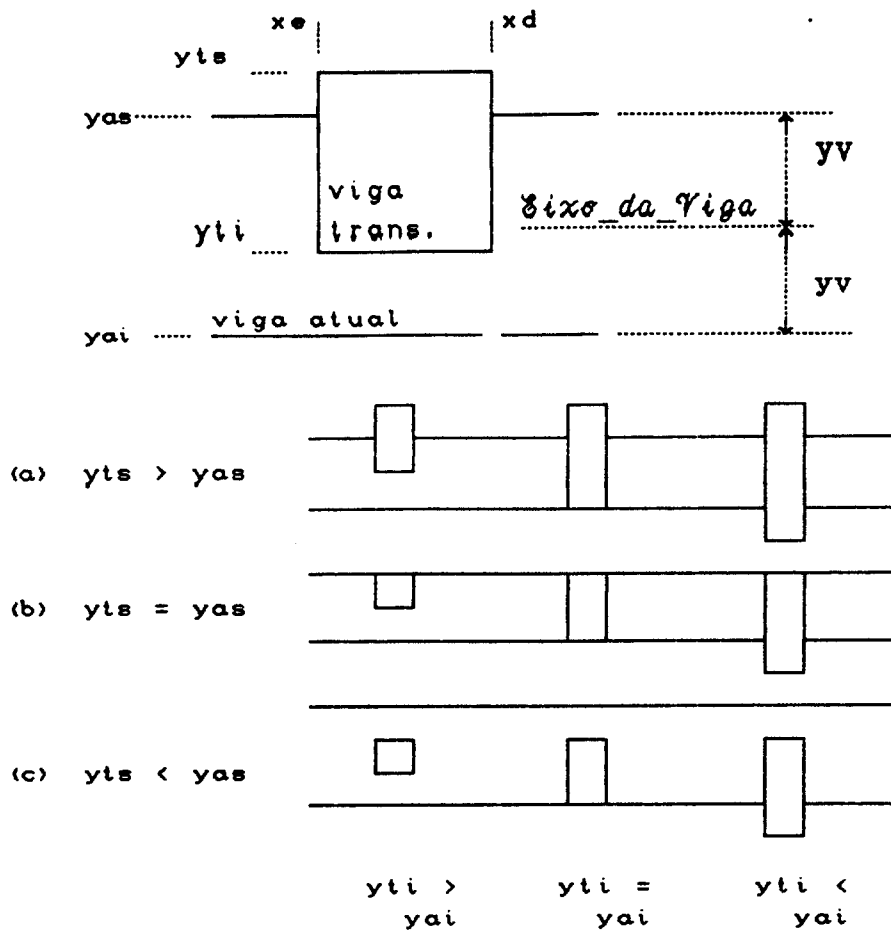 xe xd
yts
yas
yv
viga
trans.
Eixo_da_Viga
yti
yv
viga atual
yai
(a) yts > yas
(b) yts = yas
(c) yts < yas
yti > yti = yti <
yai yai yai